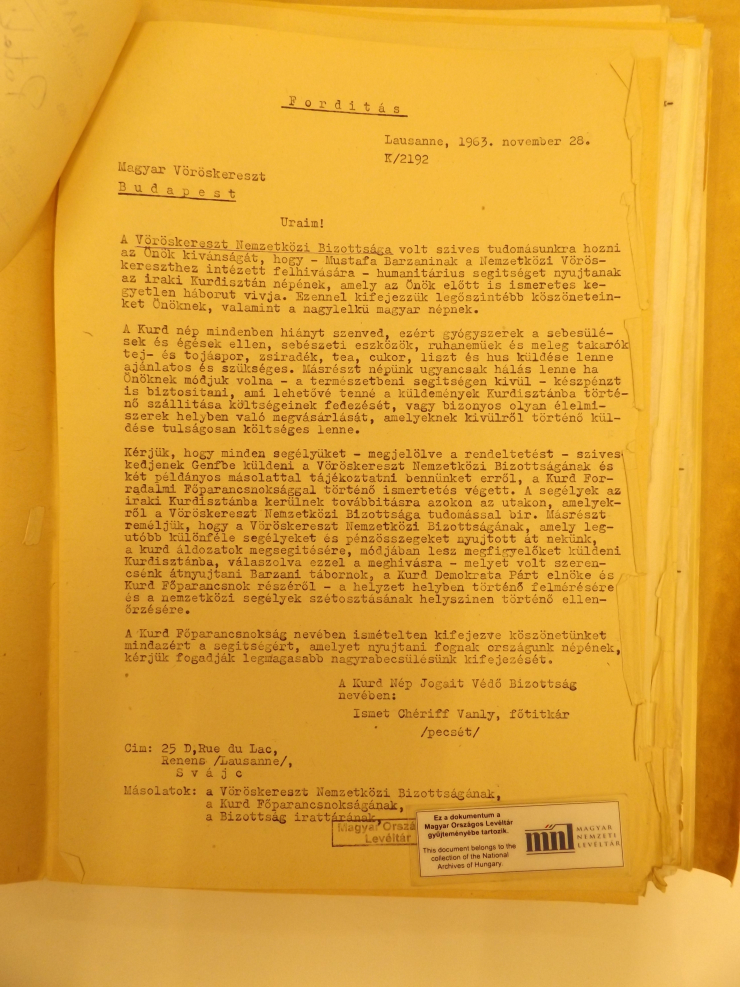 Forditás
Lausanne, 1963. november 28.
K/2192
Magyar Vöröskereszt
Budapest
Uraim!
A Vöröskereszt Nemzetközi Bizottsága volt szives tudomásunkra hozni
az Önök kivánságát, hogy - Mustafa Barzaninak a Nemzetközi Vörös-
kereszthez intézett felhivására - humanitárius segitséget nyujtanak
az iraki Kurdisztán népének, amely az Önök előtt is ismeretes ke-
gyetlen háborut vivja. Ezennel kifejezzük legőszintébb köszönetein-
ket Önöknek, valamint a nagylelkü magyar népnek.
A Kurd nép mindenben hiányt szenved, ezért gyógyszerek a sebesülé-
sek és égések ellen, sebészeti eszközök, ruhanemüek és meleg takarók
tej- és tojáspor, zsiradék, tea, cukor, liszt és hus küldése lenne
ajánlatos és szükséges. Másrészt népünk ugyancsak hálás lenne ha
Önöknek módjuk volna - a természetbeni segitségen kivül - készpénzt
is biztositani, ami lehetővé tenné a küldemények Kurdisztánba törté-
nő szállitása költségeinek fedezését, vagy bizonyos olyan élelmi-
szerek helyben való megvásárlását, amelyeknek kivülről történő kül-
dése tulságosan költséges lenne.
Kérjük, hogy minden segélyüket - megjelölve a rendeltetést - szives
kedjenek Genfbe küldeni a Vöröskereszt Nemzetközi Bizottságának és
két példányos másolattal tájékoztatni bennünket erről, a Kurd For-
radalmi Főparancsnoksággal történő ismertetés végett. A segélyek az
iraki Kurdisztánba kerülnek továbbitásra azokon az utakon, amelyek-
ről a Vöröskereszt Nemzetközi Bizottsága tudomással bir. Másrészt
reméljük, hogy a Vöröskereszt Nemzetközi Bizottságának, amely leg-
utóbb különféle segélyeket és pénzösszegeket nyujtott át nekünk,
a kurd áldozatok megsegitésére, módjában lesz megfigyelőket küldeni
Kurdisztánba, válaszolva ezzel a meghivásra - melyet volt szeren-
csénk átnyujtani Barzani tábornok, a Kurd Demokrata Párt elnöke és
Kurd Főparancsnok részéről - a helyzet helyben történő felmérésére
és a nemzetközi segélyek szétosztásának helyszinen történő ellen-
őrzésére.
A Kurd Főparancsnokság nevében ismételten kifejezve köszönetünket
mindazért a segitségért, amelyet nyujtani fognak országunk népének,
kérjük fogadják legmagasabb nagyrabecsülésünk kifejezését.
A Kurd Nép Jogait Védő Bizottság
nevében:
Ismet Chériff Vanly, főtitkár
/pecsét/
Cim: 25 D,Rue du Lac,
Renens /Lausanne/,
Svájc
Másolatok: a Vöröskereszt Nemzetközi Bizottságának,
a Kurd Főparancsnokságának,
a Bizottság irattárának,
Magyar Orszá
Levéltár
Ez a dokumentum a
Magyar Országos Levéltár
gyűjteményébe tartozik.
This document belongs to the
collection of the National
Archives of Hungary.
mnl
MAGYAR
NEMZETI
LEVÉLTÁR